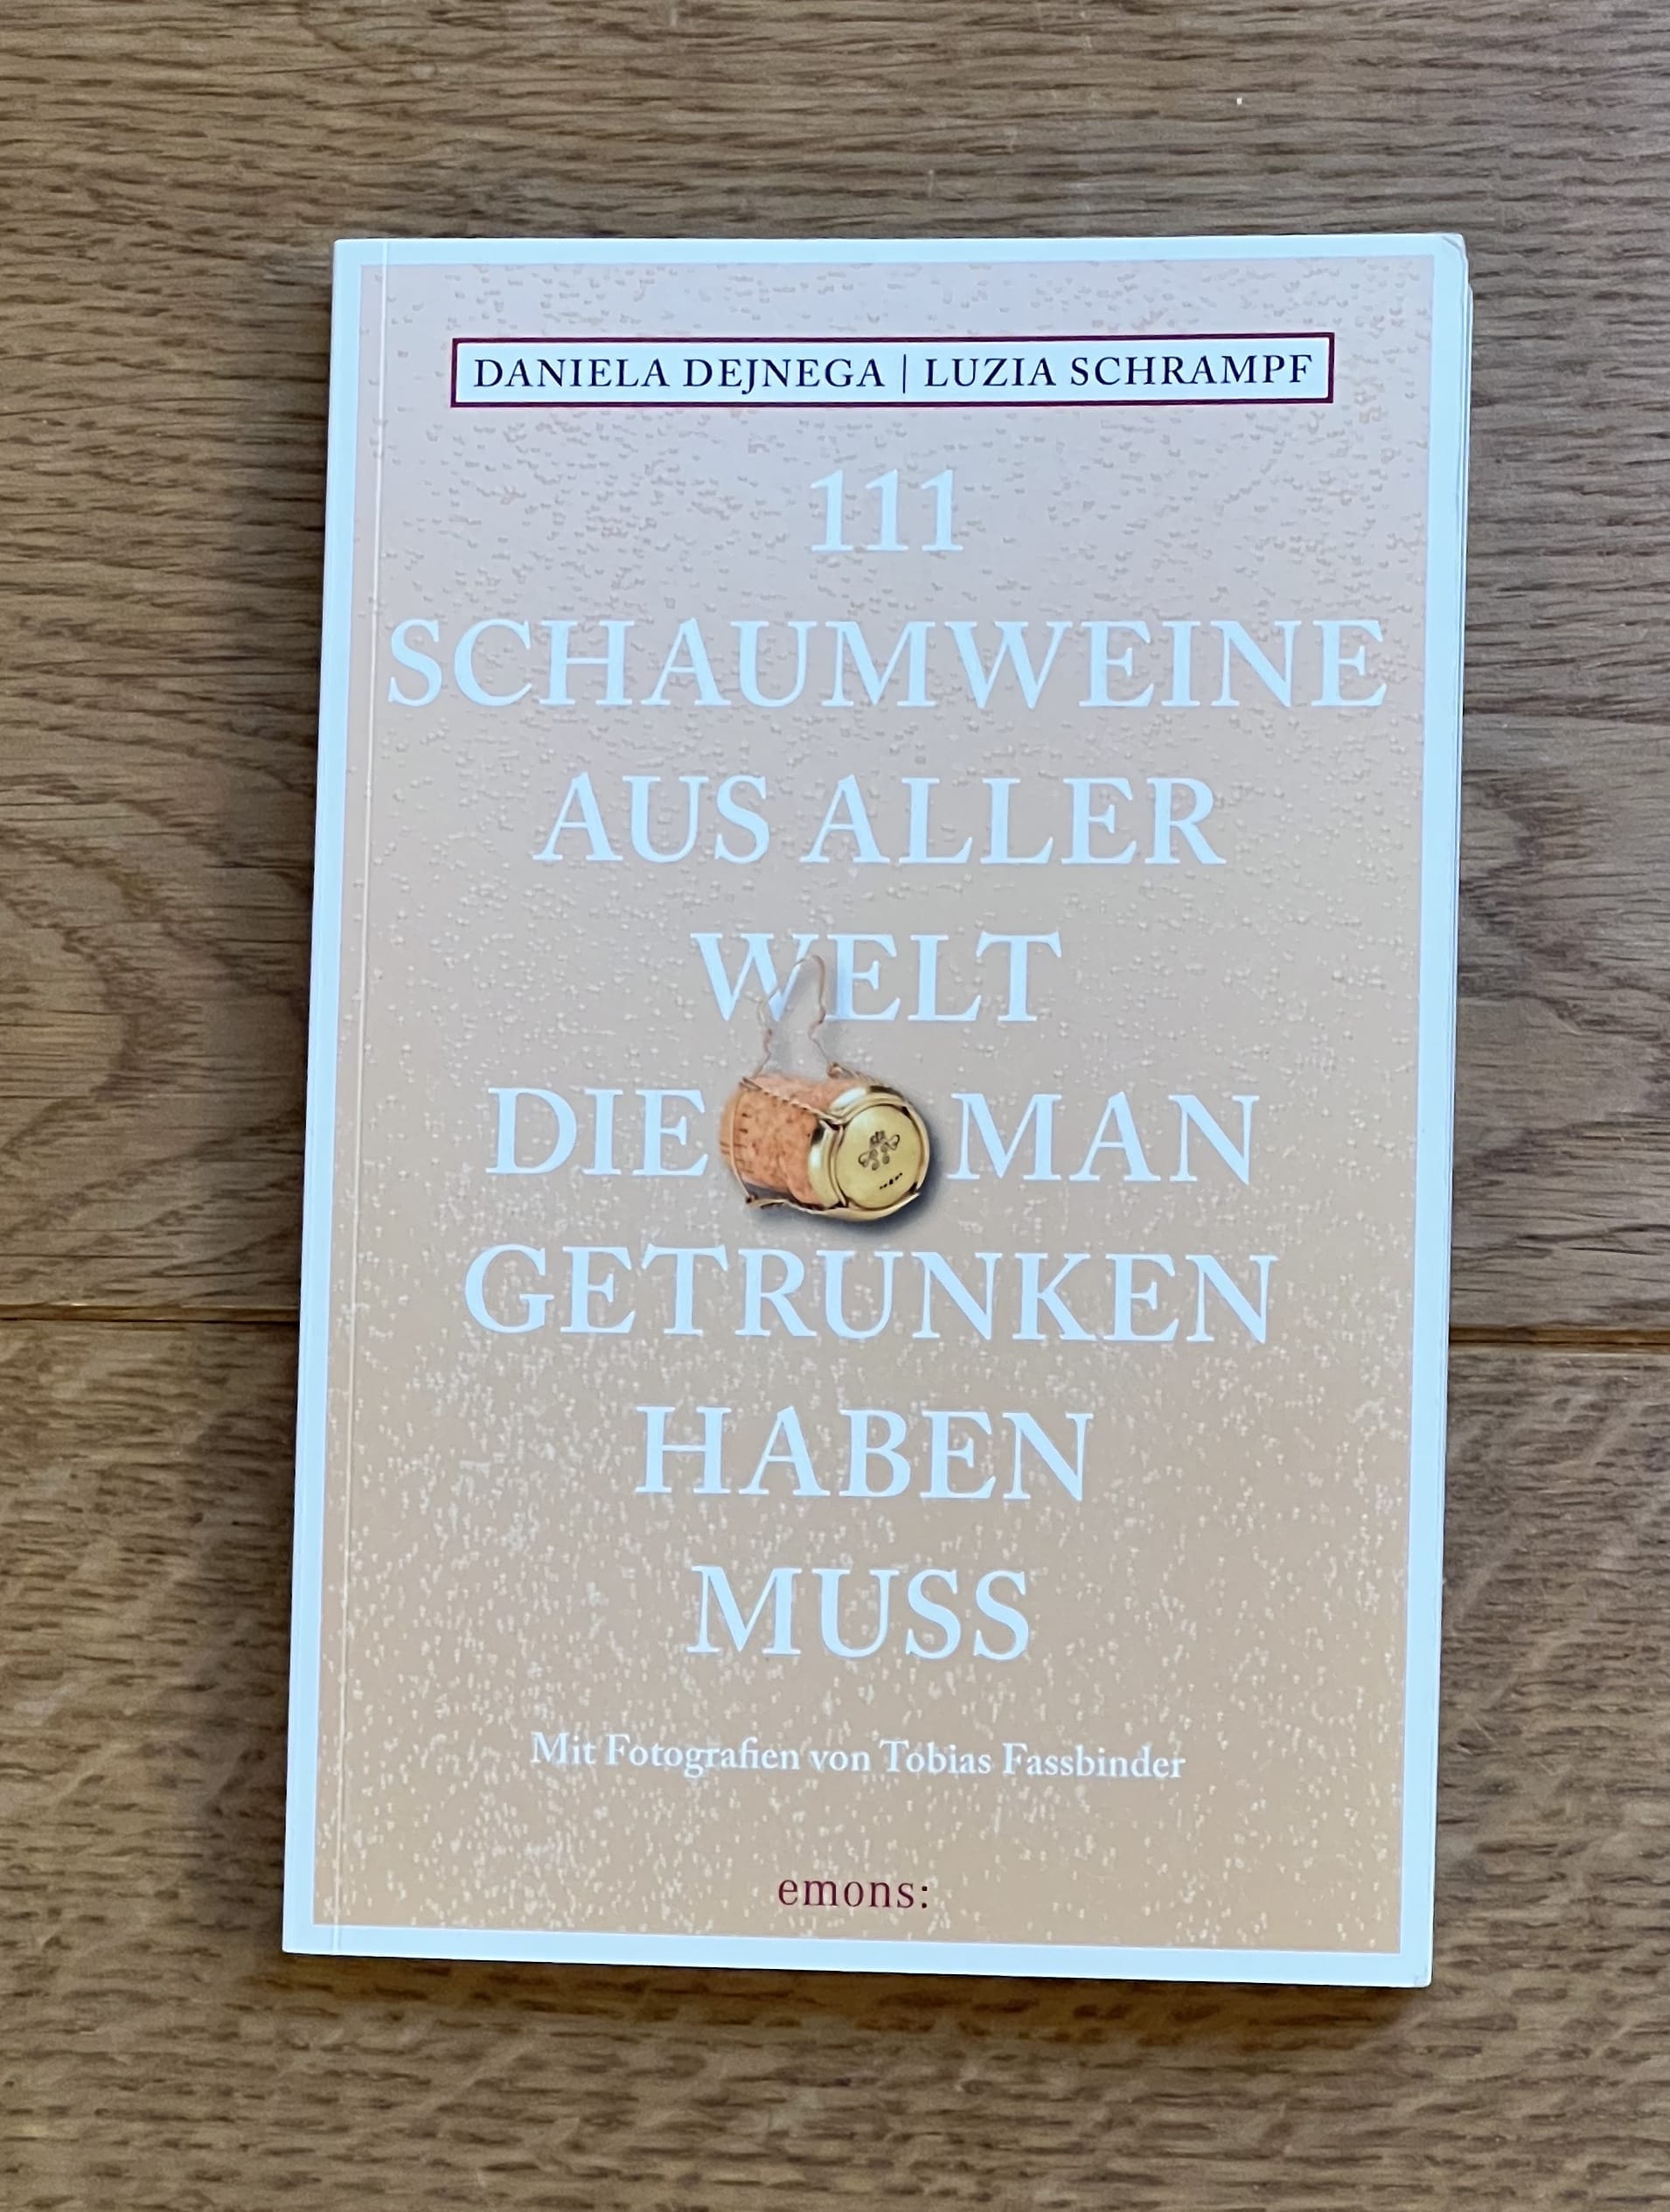 DANIELA DEJNEGA | LUZIA SCHRAMPF
111
SCHAUMWEINE
AUS ALLER
WELT
DIE MAN
GETRUNKEN
HABEN
MUSS
Mit Fotografien von Tobias Fassbinder
emons: